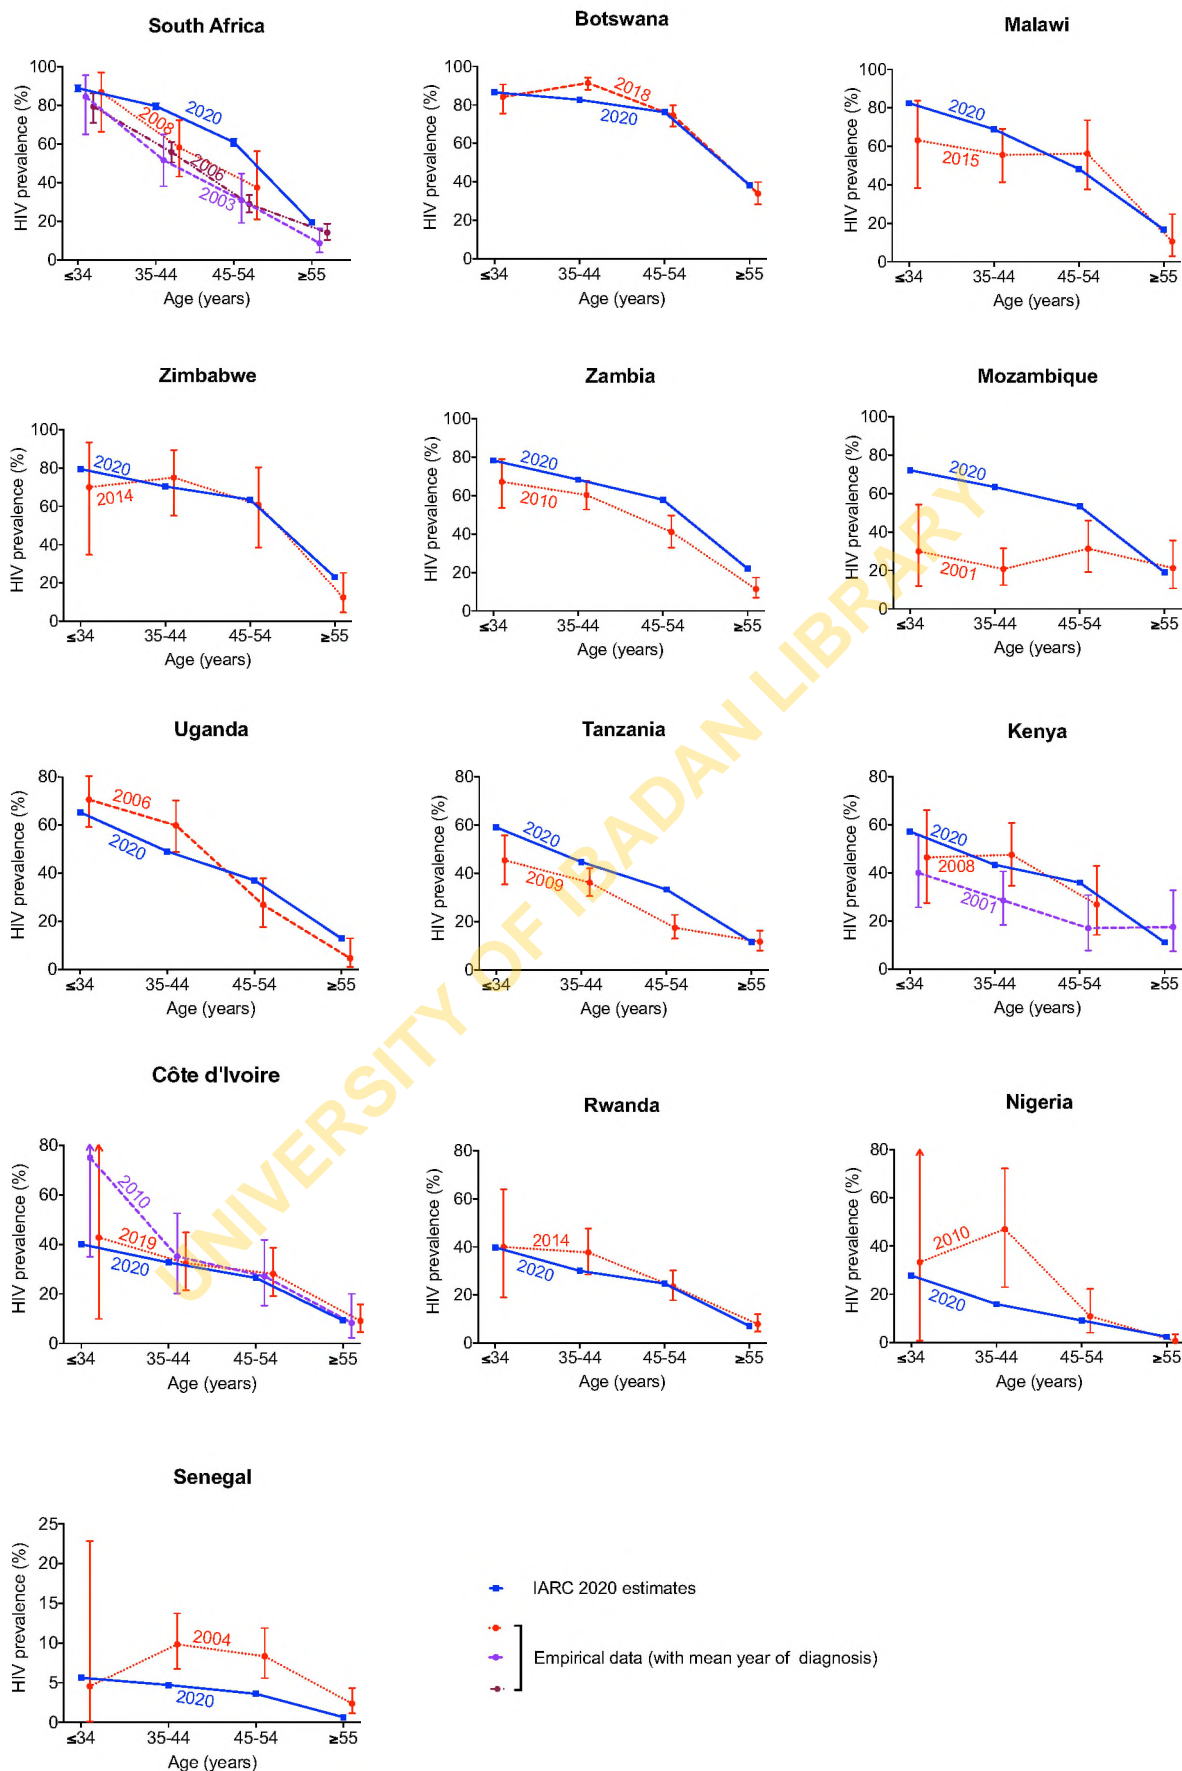 South Africa
HIV prevalence (%)
100
80
60
40
20
0
2020
2008
2006
2003
≤34 35-44 45-54 ≥55
Age (years)
Botswana
HIV prevalence (%)
100
80
60
40
20
0
2018
2020
≤34 35-44 45-54 ≥55
Age (years)
Malawi
HIV prevalence (%)
100
80
60
40
20
0
2020
2015
≤34 35-44 45-54 ≥55
Age (years)
Zimbabwe
HIV prevalence (%)
100
80
60
40
20
0
2020
2014
≤34 35-44 45-54 ≥55
Age (years)
Zambia
HIV prevalence (%)
100
80
60
40
20
0
2020
2010
≤34 35-44 45-54 ≥55
Age (years)
Mozambique
HIV prevalence (%)
100
80
60
40
20
0
2020
2001
≤34 35-44 45-54 ≥55
Age (years)
Uganda
HIV prevalence (%)
80
60
40
20
0
2006
2020
≤34 35-44 45-54 ≥55
Age (years)
Tanzania
HIV prevalence (%)
80
60
40
20
0
2020
2009
≤34 35-44 45-54 ≥55
Age (years)
Kenya
HIV prevalence (%)
80
60
40
20
0
2020
2008
2001
≤34 35-44 45-54 ≥55
Age (years)
Côte d'Ivoire
HIV prevalence (%)
80
60
40
20
0
2010
2019
2020
≤34 35-44 45-54 ≥55
Age (years)
Rwanda
HIV prevalence (%)
80
60
40
20
0
2014
2020
≤34 35-44 45-54 ≥55
Age (years)
Nigeria
HIV prevalence (%)
80
60
40
20
0
2010
2020
≤34 35-44 45-54 ≥55
Age (years)
Senegal
HIV prevalence (%)
25
20
15
10
5
0
2004
2020
≤34 35-44 45-54 ≥55
Age (years)
IARC 2020 estimates
Empirical data (with mean year of diagnosis)
UNIVERSITY OF IBADAN LIBRARY